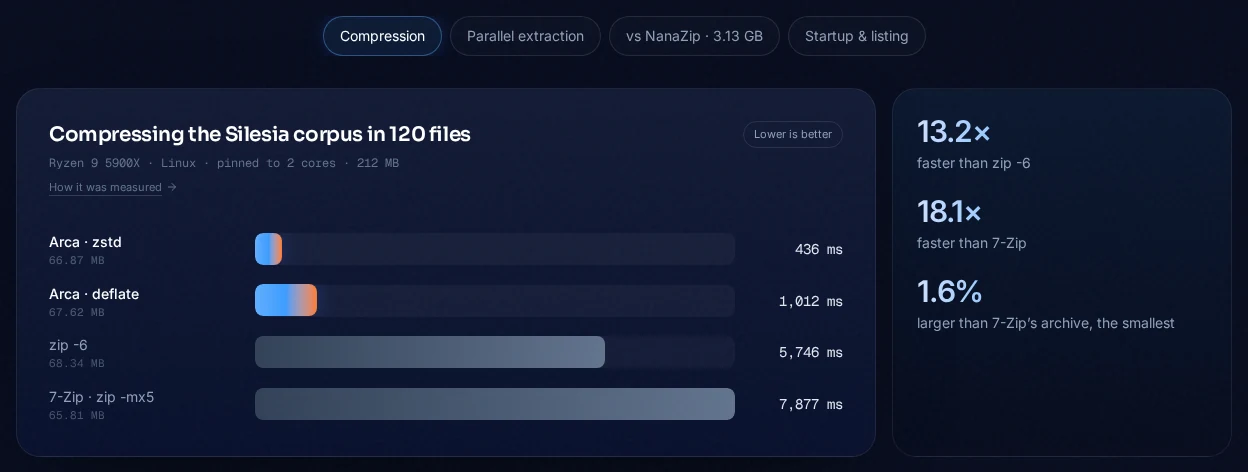 Compression
Parallel extraction
vs NanaZip · 3.13 GB
Startup & listing
Compressing the Silesia corpus in 120 files
Lower is better
Ryzen 9 5900X · Linux · pinned to 2 cores · 212 MB
How it was measured →
Arca · zstd
66.87 MB
436 ms
Arca · deflate
67.62 MB
1,012 ms
zip -6
68.34 MB
5,746 ms
7-Zip · zip -mx5
65.81 MB
7,877 ms
13.2×
faster than zip -6
18.1×
faster than 7-Zip
1.6%
larger than 7-Zip’s archive, the smallest